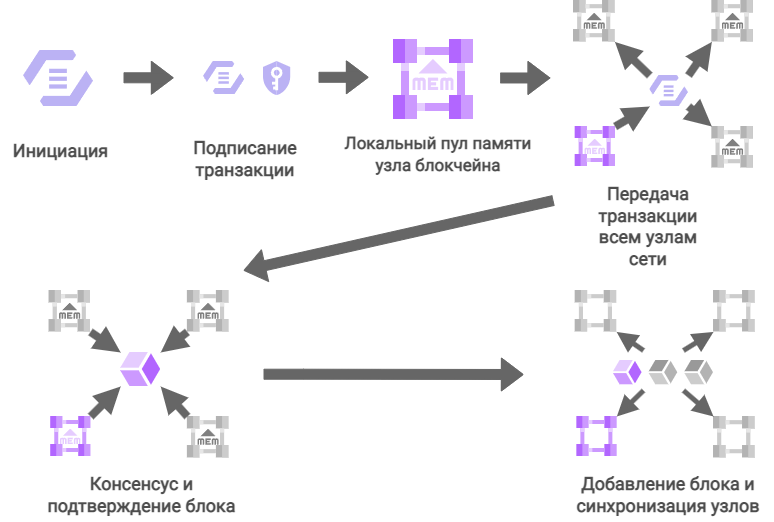 MEM
MEM
MEM
MEM
MEM
Инициация
Подписание
транзакции
Локальный пул памяти
узла блокчейна
Передача
транзакции
всем узлам
сети
MEM
MEM
MEM
MEM
Консенсус и
подтверждение блока
Добавление блока и
синхронизация узлов